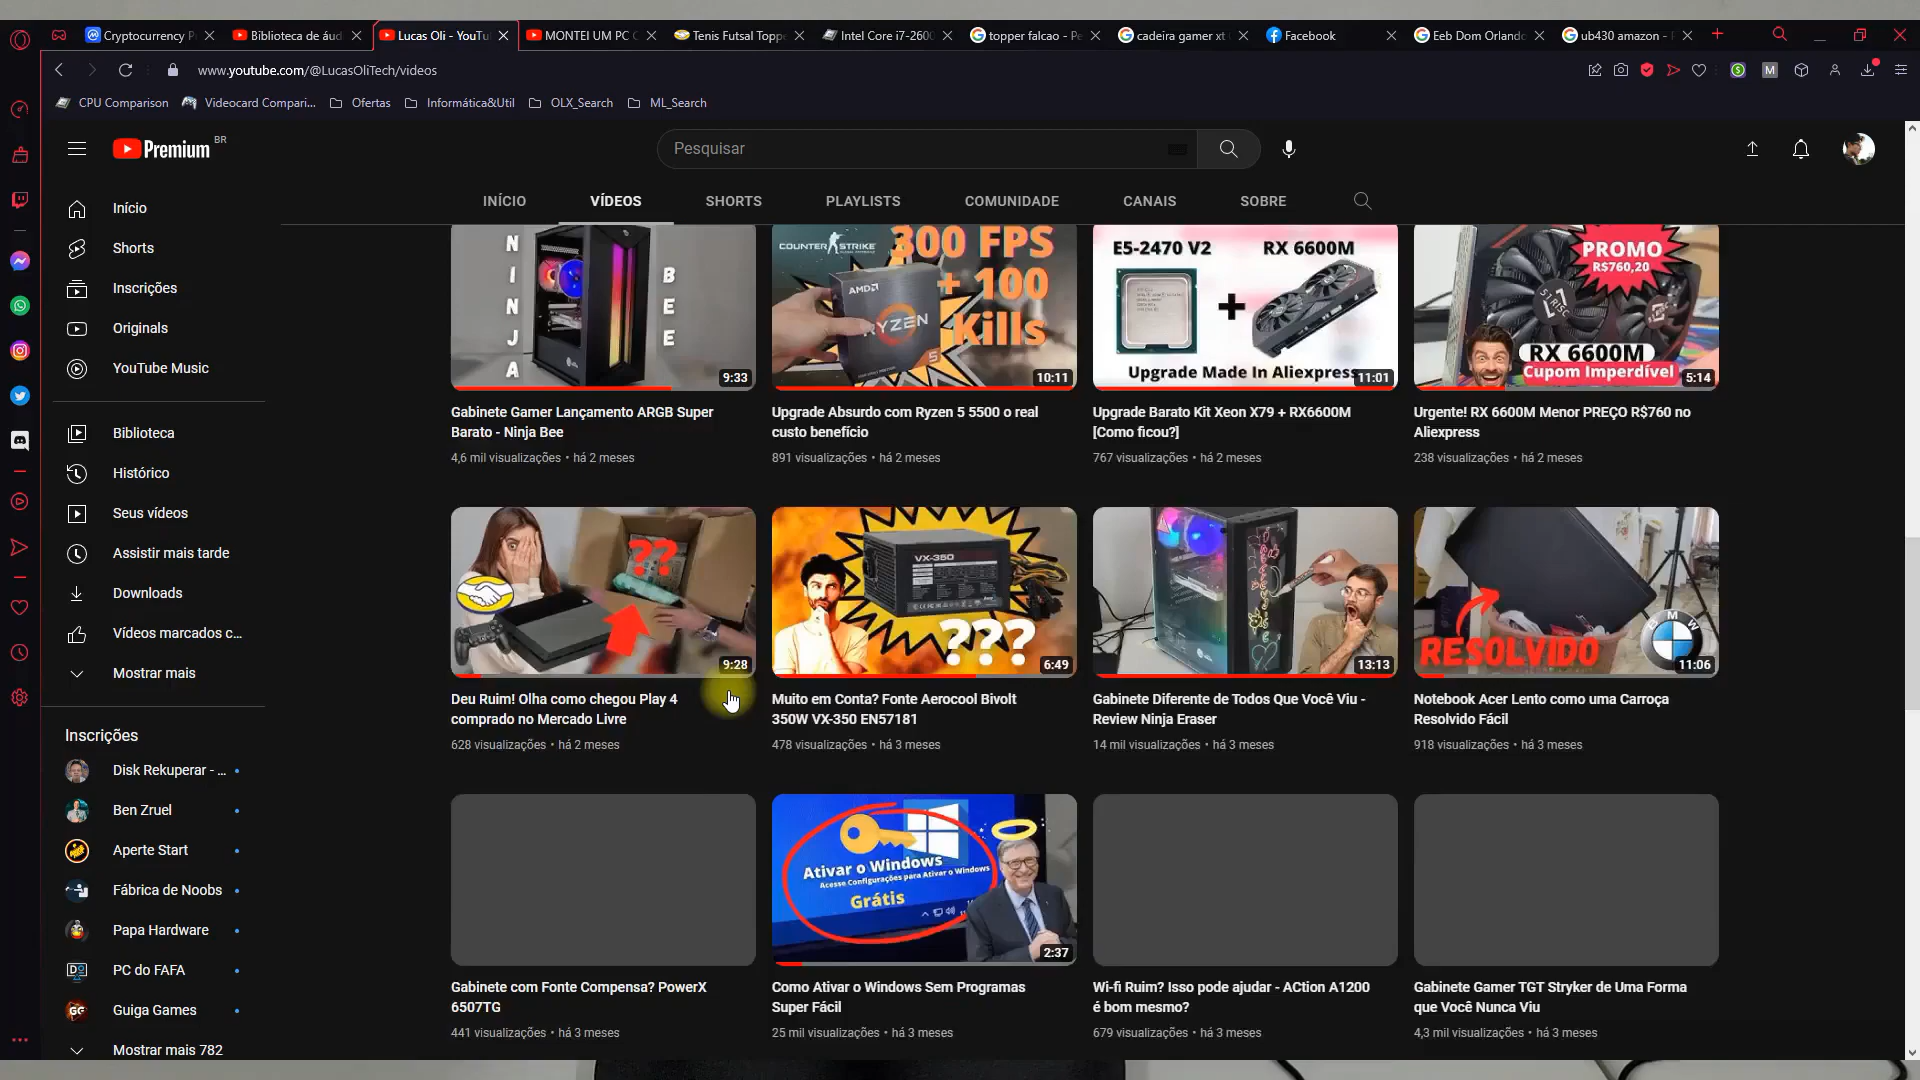 Cryptocurrency P
Biblioteca de áud
Lucas Oli - YouTu
MONTEI UM PC C
Tenis Futsal Topp
Intel Core i7-2600
topper falcao - Pe
cadeira gamer xt
Facebook
Eeb Dom Orlando
ub430 amazon -
www.youtube.com/@LucasOliTech/videos
CPU Comparison
Videocard Compari...
Ofertas
Informática&Util
OLX_Search
ML_Search
Premium
BR
Pesquisar
INÍCIO
VÍDEOS
SHORTS
PLAYLISTS
COMUNIDADE
CANAIS
SOBRE
Início
Shorts
Inscrições
Originals
YouTube Music
Biblioteca
Histórico
Seus vídeos
Assistir mais tarde
Downloads
Vídeos marcados c...
Mostrar mais
Inscrições
Disk Rekuperar - ...
Ben Zruel
Aperte Start
Fábrica de Noobs
Papa Hardware
PC do FAFA
Guiga Games
Mostrar mais 782
NINJA
BEE
9:33
Gabinete Gamer Lançamento ARGB Super
Barato - Ninja Bee
4,6 mil visualizações • há 2 meses
COUNTER STRIKE
300 FPS
+ 100
Kills
AMD
RYZEN
5
10:11
Upgrade Absurdo com Ryzen 5 5500 o real
custo benefício
891 visualizações • há 2 meses
E5-2470 V2
RX 6600M
+
Upgrade Made In Aliexpress
11:01
Upgrade Barato Kit Xeon X79 + RX6600M
[Como ficou?]
767 visualizações • há 2 meses
PROMO
R$760,20
51 RISC
RX 6600M
Cupom Imperdível
5:14
Urgente! RX 6600M Menor PREÇO R$760 no
Aliexpress
238 visualizações • há 2 meses
??
9:28
Deu Ruim! Olha como chegou Play 4
comprado no Mercado Livre
628 visualizações • há 2 meses
VX-350
???
6:49
Muito em Conta? Fonte Aerocool Bivolt
350W VX-350 EN57181
478 visualizações • há 3 meses
13:13
Gabinete Diferente de Todos Que Você Viu -
Review Ninja Eraser
14 mil visualizações • há 3 meses
RESOLVIDO
BMW
11:06
Notebook Acer Lento como uma Carroça
Resolvido Fácil
918 visualizações • há 3 meses
Gabinete com Fonte Compensa? PowerX
6507TG
441 visualizações • há 3 meses
Ativar o Windows
Acesse Configurações para Ativar o Windows
Grátis
2:37
Como Ativar o Windows Sem Programas
Super Fácil
25 mil visualizações • há 3 meses
Wi-fi Ruim? Isso pode ajudar - ACtion A1200
é bom mesmo?
679 visualizações • há 3 meses
Gabinete Gamer TGT Stryker de Uma Forma
que Você Nunca Viu
4,3 mil visualizações • há 3 meses